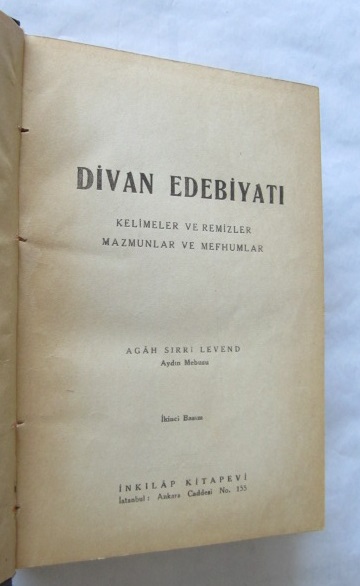 DİVAN EDEBİYATI
KELİMELER VE REMİZLER
MAZMUNLAR VE MEFHUMLAR
AGÂH SIRRI LEVEND
Aydın Mebusu
İkinci Basım
İNKILÂP KİTAPEVİ
İstanbul: Ankara Caddesi No. 155